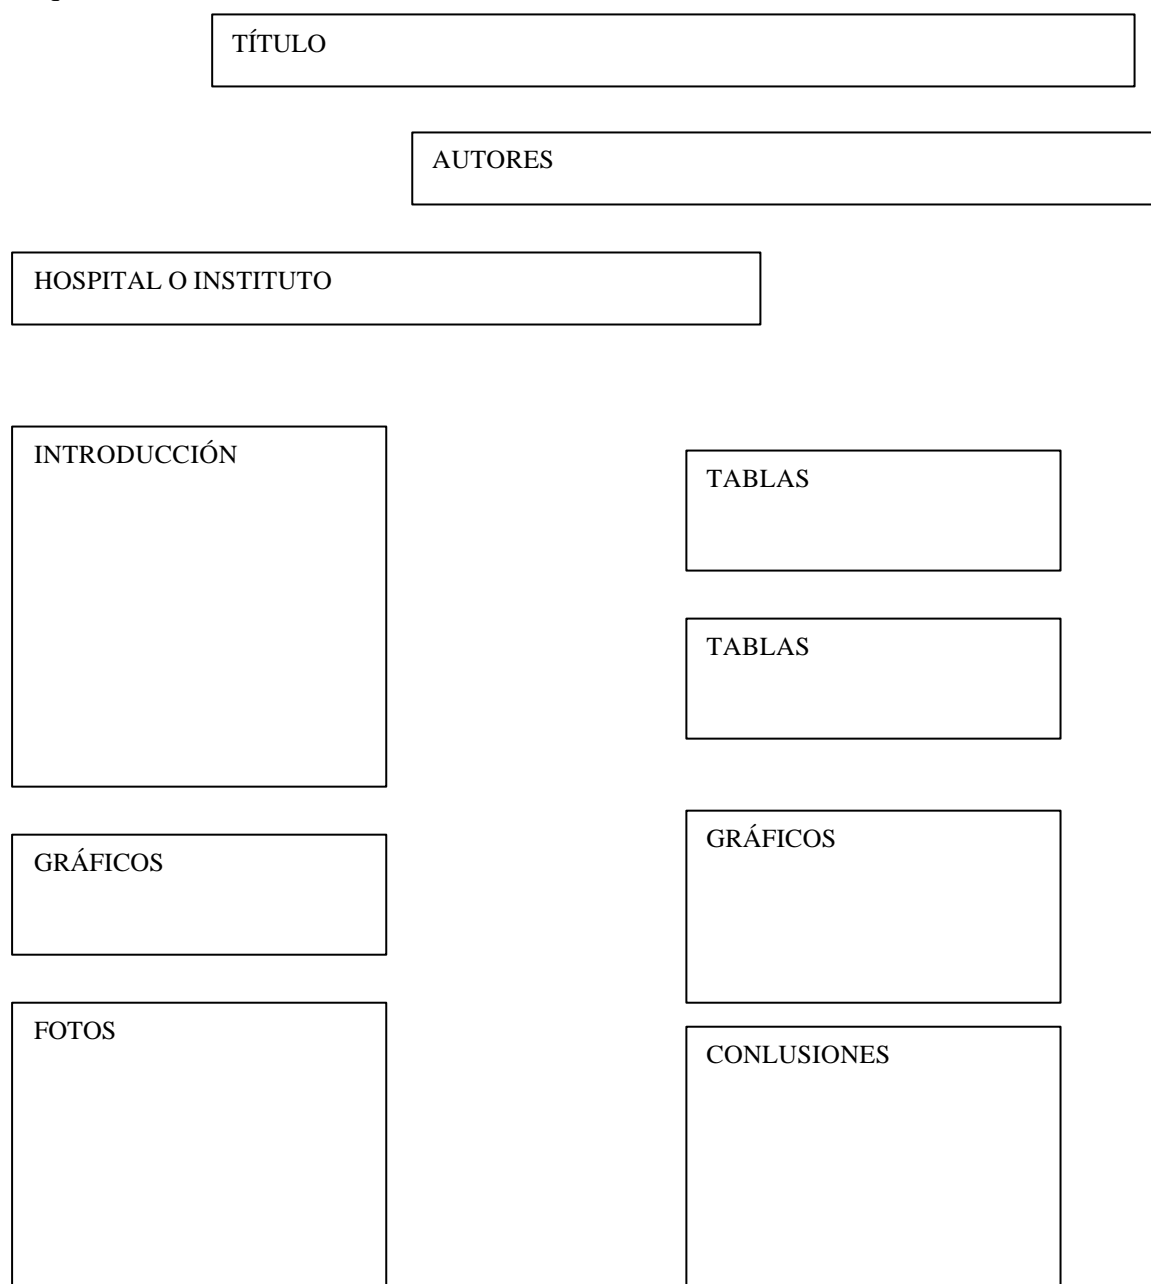 TÍTULO
AUTORES
HOSPITAL O INSTITUTO
INTRODUCCIÓN
GRÁFICOS
FOTOS
TABLAS
TABLAS
GRÁFICOS
CONLUSIONES